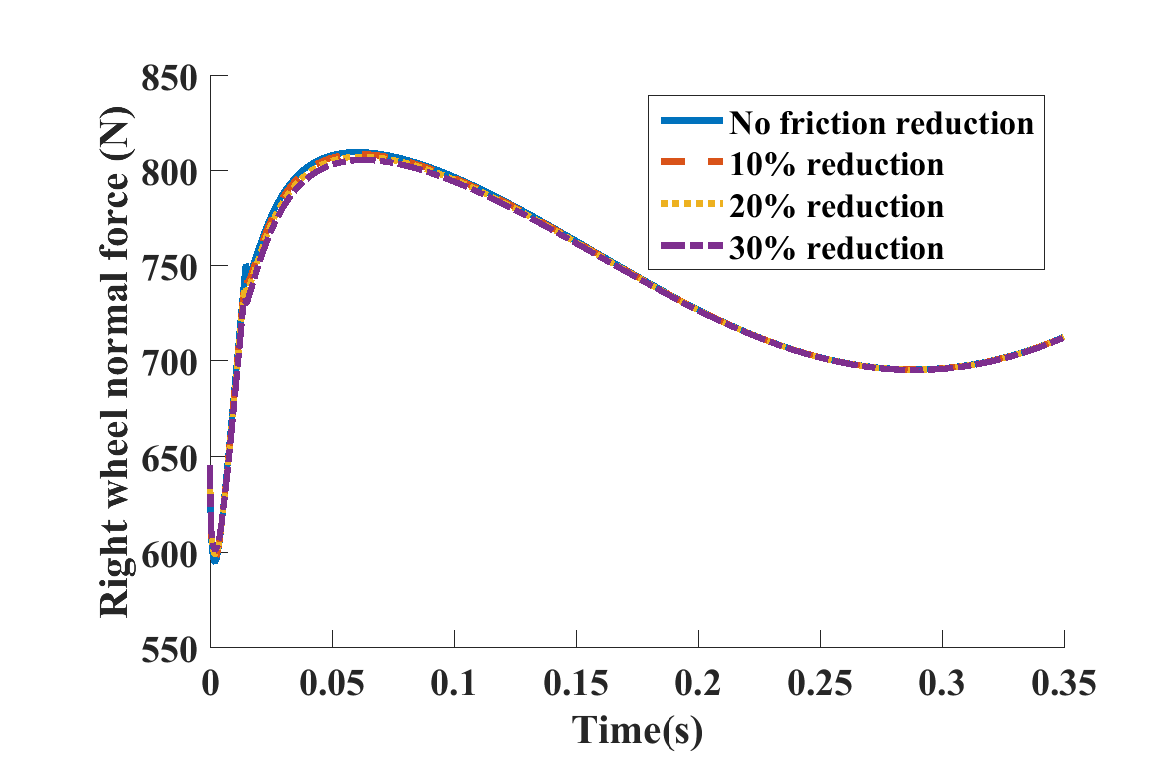 850
800
750
700
650
600
550
Right wheel normal force (N)
No friction reduction
10% reduction
20% reduction
30% reduction
0 0.05 0.1 0.15 0.2 0.25 0.3 0.35
Time(s)